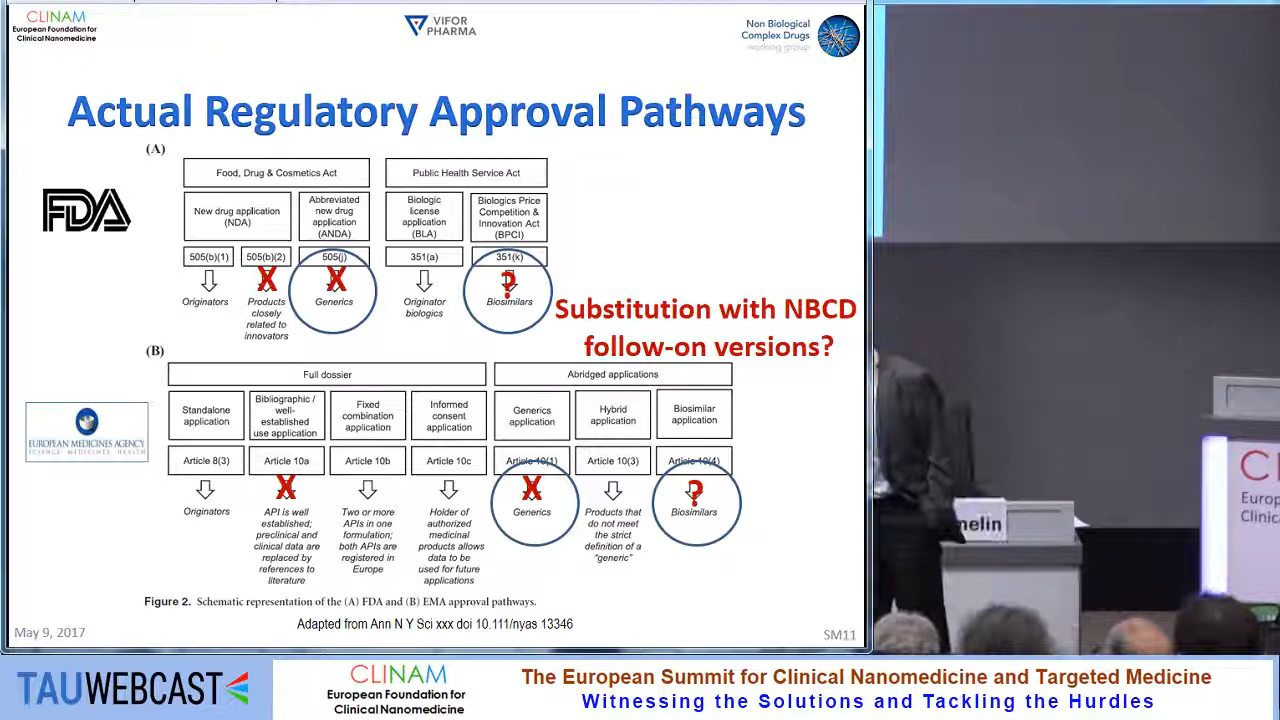 CLINAM
European Foundation for
Clinical Nanomedicine
VIFOR
PHARMA
Non Biological
Complex Drugs
working group
Actual Regulatory Approval Pathways
(A)
FDA
Food, Drug & Cosmetics Act
Public Health Service Act
New drug application
(NDA)
Abbreviated
new drug
application
(ANDA)
Biologic
license
application
(BLA)
Biologics Price
Competition &
Innovation Act
(BPCI)
505(b)(1)
505(b)(2)
505(j)
351(a)
351(k)
X
X
?
Originators
Products
closely
related to
innovators
Generics
Originator
biologics
Biosimilars
Substitution with NBCD
follow-on versions?
(B)
EUROPEAN MEDICINES AGENCY
SCIENCE MEDICINES HEALTH
Full dossier
Abridged applications
Standalone
application
Bibliographic /
well-
established
use application
Fixed
combination
application
Informed
consent
application
Generics
application
Hybrid
application
Biosimilar
application
Article 8(3)
Article 10a
Article 10b
Article 10c
Article 10(1)
Article 10(3)
Article 10(4)
X
X
?
Originators
API is well
established;
preclinical and
clinical data are
replaced by
references to
literature
Two or more
APIs in one
formulation;
both APIs are
registered in
Europe
Holder of
authorized
medicinal
products allows
data to be
used for future
applications
Generics
Products that
do not meet
the strict
definition of a
"generic"
Biosimilars
Figure 2. Schematic representation of the (A) FDA and (B) EMA approval pathways.
Adapted from Ann N Y Sci xxx doi 10.111/nyas 13346
May 9, 2017
SM11
melin
C
Europ
Clinic
TAUWEBCAST
CLINAM
European Foundation for
Clinical Nanomedicine
The European Summit for Clinical Nanomedicine and Targeted Medicine
Witnessing the Solutions and Tackling the Hurdles